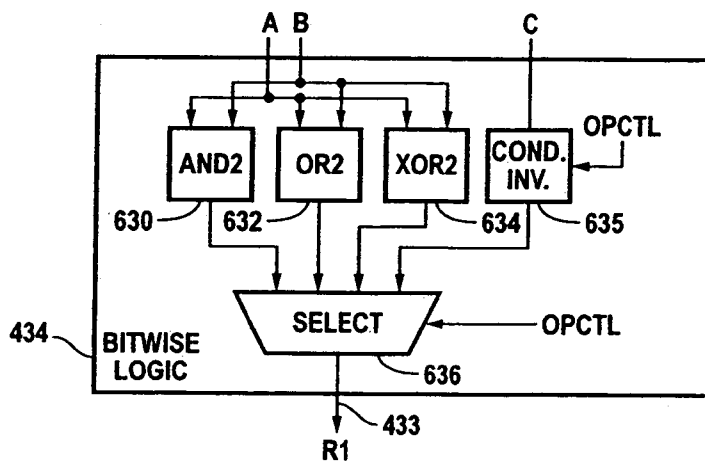 A B C
OPCTL
AND2 OR2 XOR2 COND. INV.
630 632 634 635
SELECT
OPCTL
434
BITWISE
LOGIC
636
433
R1